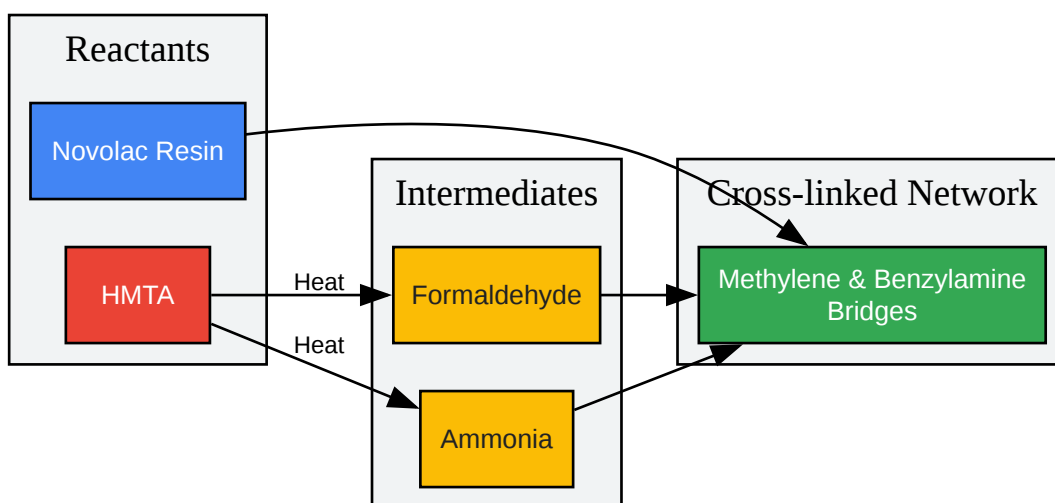 Reactants
Novolac Resin
HMTA
Heat
Heat
Intermediates
Formaldehyde
Ammonia
Cross-linked Network
Methylene & Benzylamine
Bridges